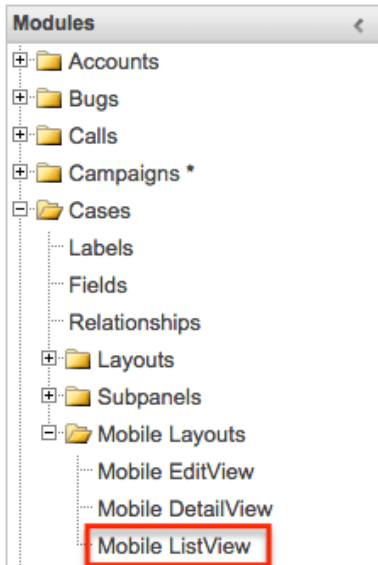 Modules
Accounts
Bugs
Calls
Campaigns *
Cases
Labels
Fields
Relationships
Layouts
Subpanels
Mobile Layouts
Mobile EditView
Mobile DetailView
Mobile ListView